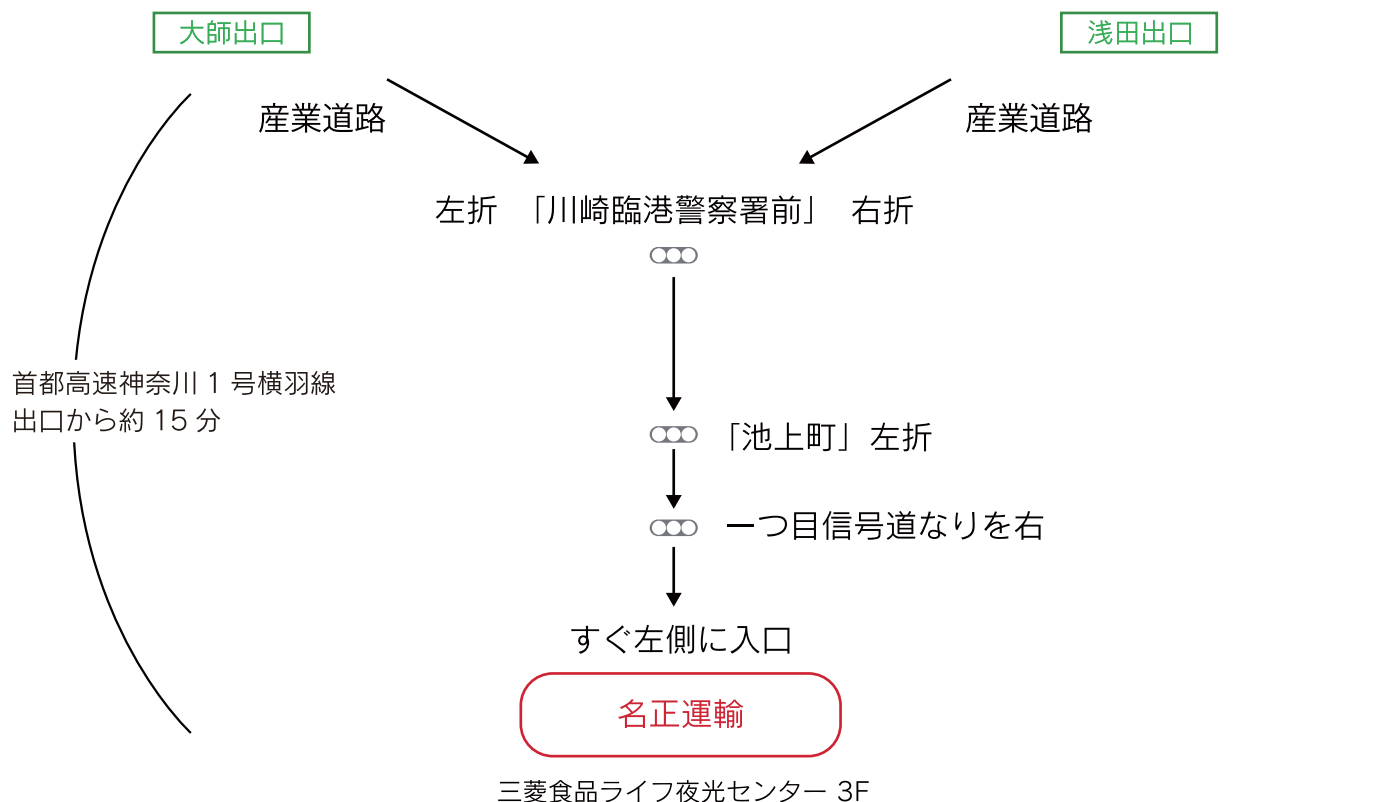 大師出口
浅田出口
産業道路
産業道路
左折 「川崎臨港警察署前」 右折
首都高速神奈川 1 号横羽線
出口から約 15 分
「池上町」左折
一つ目信号道なりを右
すぐ左側に入口
名正運輸
三菱食品ライフ夜光センター 3F